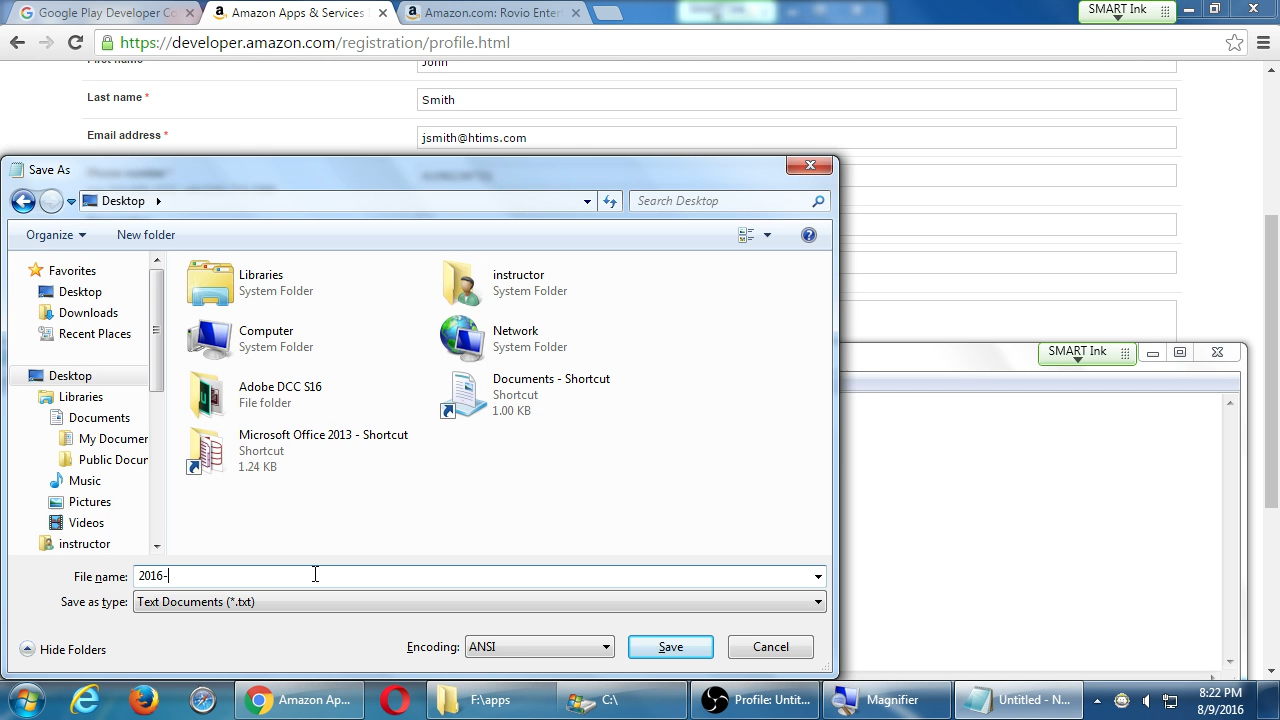 Google Play Developer Co
Amazon Apps & Services
Amazon.com: Rovio Enter
SMART Ink
https://developer.amazon.com/registration/profile.html
John
Last name *
Smith
Email address *
jsmith@htims.com
Save As
Desktop
Search Desktop
Organize
New folder
Favorites
Desktop
Downloads
Recent Places
Desktop
Libraries
Documents
My Documen
Public Docun
Music
Pictures
Videos
instructor
Libraries
System Folder
instructor
System Folder
Computer
System Folder
Network
System Folder
Adobe DCC S16
File folder
Documents - Shortcut
Shortcut
1.00 KB
Microsoft Office 2013 - Shortcut
Shortcut
1.24 KB
SMART Ink
File name:
2016-
Save as type:
Text Documents (*.txt)
Hide Folders
Encoding:
ANSI
Save
Cancel
Amazon Ap...
F:\apps
C:\
Profile: Untit...
Magnifier
Untitled - N...
8:22 PM
8/9/2016